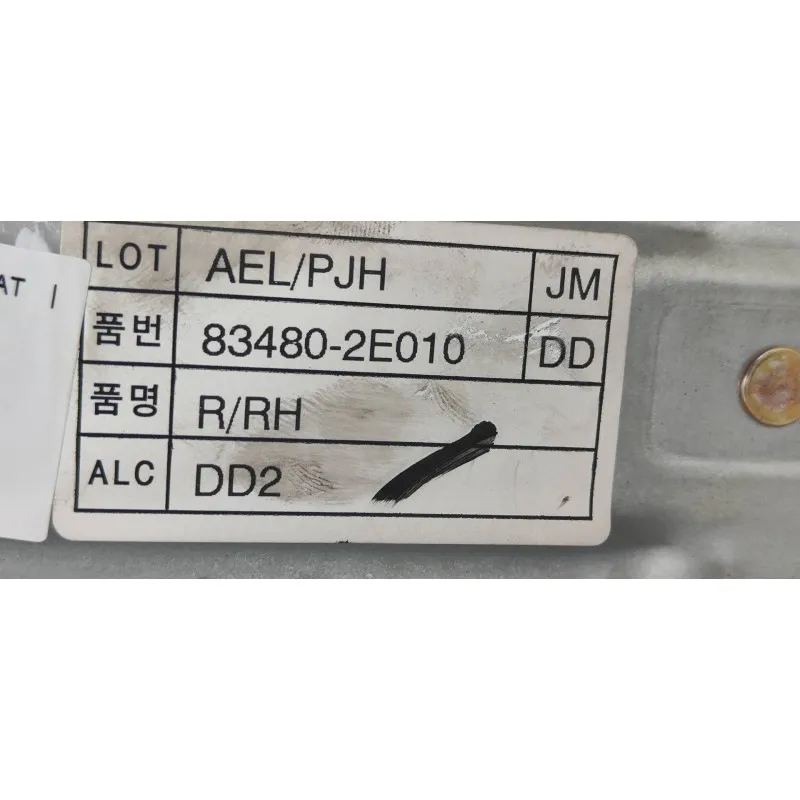 LOT AEL/PJH JM
AT I
품번 83480-2E010 DD
품명 R/RH
ALC DD2